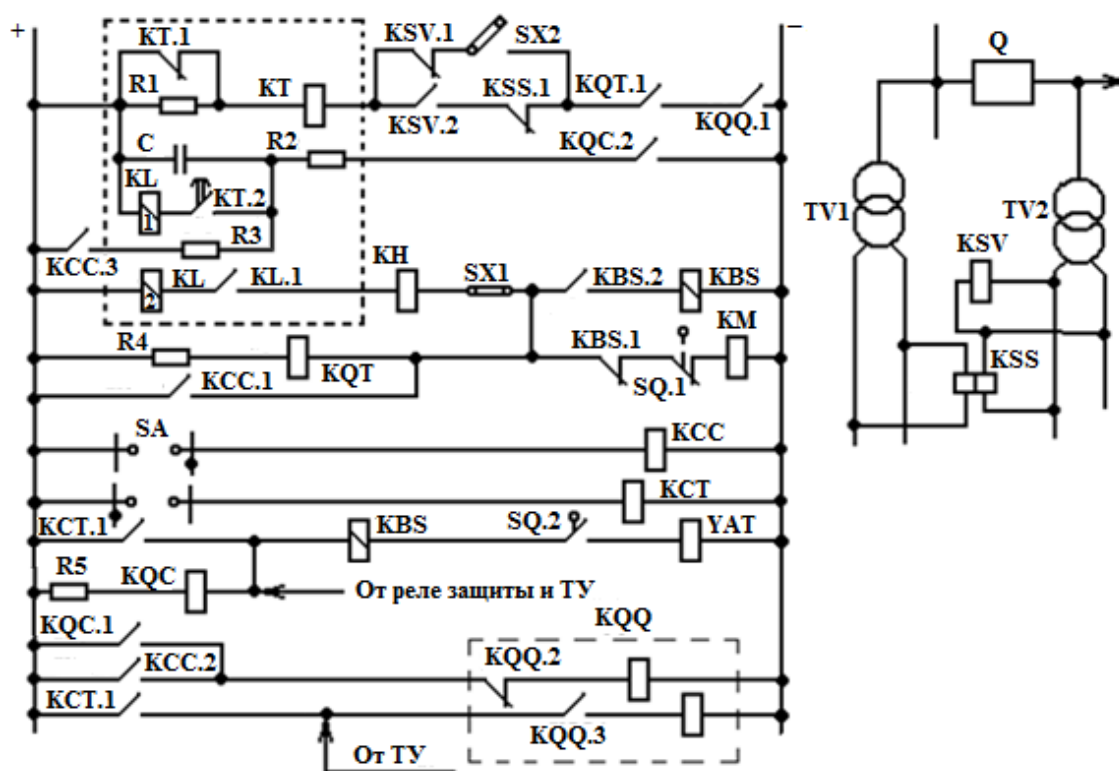 +
KT.1
KSV.1
SX2
–
Q
R1
KT
KSS.1
KQT.1
KSV.2
KQQ.1
C
R2
KQC.2
KL
KT.2
1
TV1
TV2
KSV
R3
KCC.3
KL
KL.1
KH
SX1
KBS.2
KBS
2
KM
R4
KQT
KBS.1
SQ.1
KSS
KCC.1
SA
KCC
KCT
KCT.1
KBS
SQ.2
YAT
R5
KQC
От реле защиты и ТУ
KQC.1
KQQ
KCC.2
KQQ.2
KCT.1
KQQ.3
От ТУ